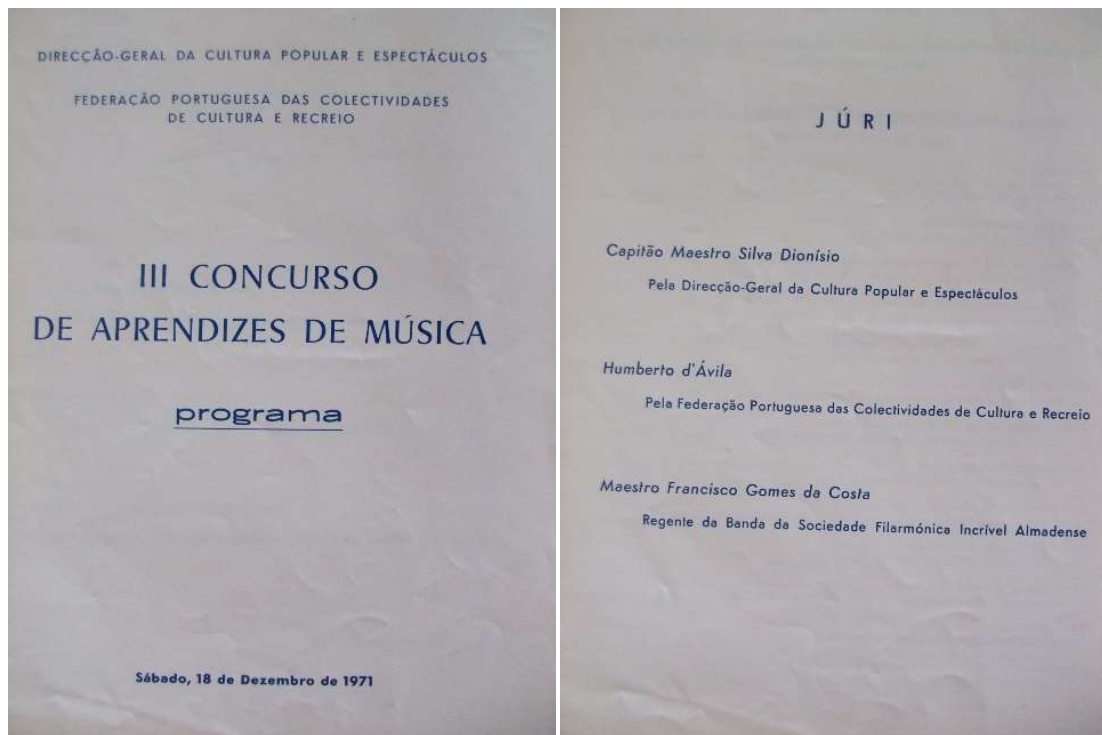 DIRECÇÃO-GERAL DA CULTURA POPULAR E ESPECTÁCULOS
FEDERAÇÃO PORTUGUESA DAS COLECTIVIDADES
DE CULTURA E RECREIO
III CONCURSO
DE APRENDIZES DE MÚSICA
programa
Sábado, 18 de Dezembro de 1971
JÚRI
Capitão Maestro Silva Dionísio
Pela Direcção-Geral da Cultura Popular e Espectáculos
Humberto d'Ávila
Pela Federação Portuguesa das Colectividades de Cultura e Recreio
Maestro Francisco Gomes da Costa
Regente da Banda da Sociedade Filarmónica Incrível Almadense